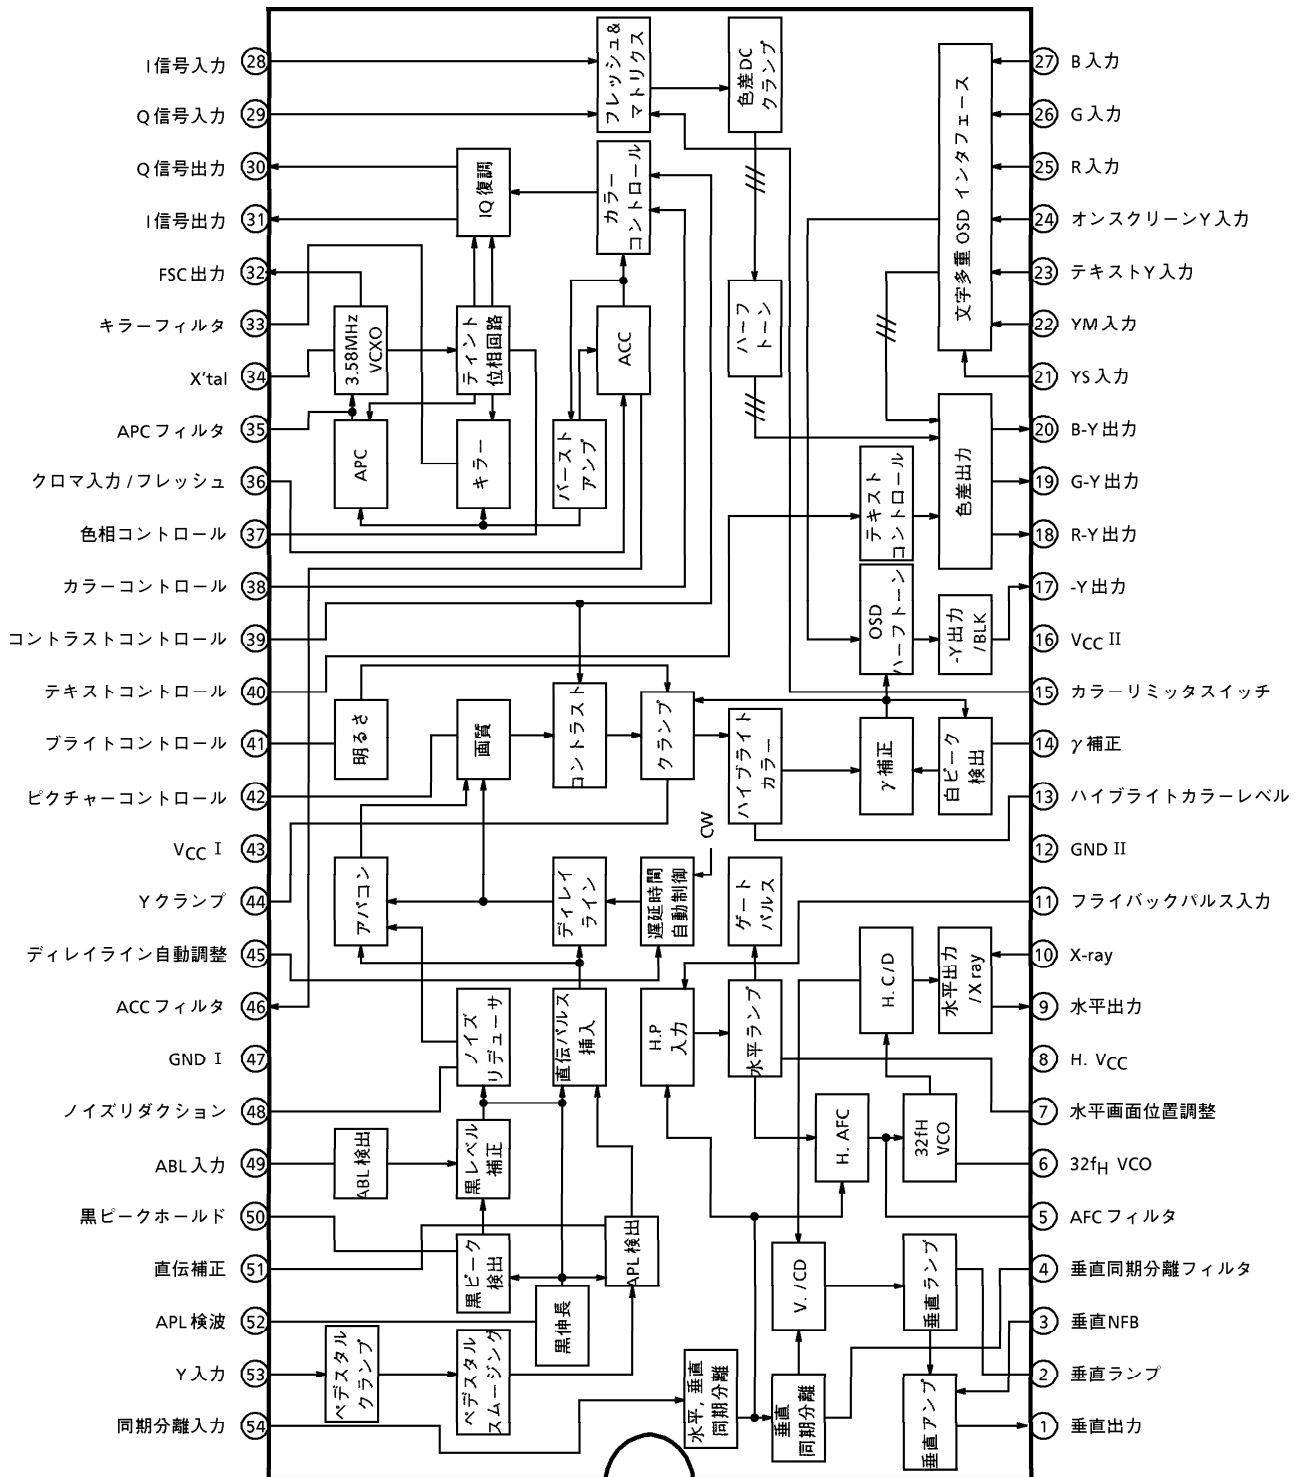 28 I信号入力
29 Q信号入力
30 Q信号出力
31 I信号出力
32 FSC出力
33 キラーフィルタ
34 X'tal
35 APCフィルタ
36 クロマ入力/フレッシュ
37 色相コントロール
38 カラーコントロール
39 コントラストコントロール
40 テキストコントロール
41 ブライトコントロール
42 ピクチャーコントロール
43 VCC I
44 Yクランプ
45 ディレイライン自動調整
46 ACCフィルタ
47 GND I
48 ノイズリダクション
49 ABL入力
50 黒ピークホールド
51 直伝補正
52 APL検波
53 Y入力
54 同期分離入力
フレッシュ&
マトリクス
色差DC
クランプ
IQ復調
カラー
コントロール
3.58MHz
VCXO
ティント
位相回路
ACC
ハーフ
トーン
APC
キラー
バースト
アンプ
文字多重OSDインタフェース
テキスト
コントロール
色差出力
OSD
ハーフトーン
-Y出力
/BLK
明るさ
画質
コントラスト
クランプ
ハイブライト
カラー
γ補正
白ピーク
検出
CW
アパコン
ディレイ
ライン
遅延時間
自動制御
ゲート
パルス
ノイズ
リデューサ
直伝パルス
挿入
H.P
入力
水平ランプ
H. C/D
水平出力
/X ray
ABL検出
黒レベル
補正
H. AFC
32fH
VCO
黒ピーク
検出
APL検出
V. /CD
垂直ランプ
黒伸長
ペデスタル
クランプ
ペデスタル
スムージング
水平, 垂直
同期分離
垂直
同期分離
垂直アンプ
27 B入力
26 G入力
25 R入力
24 オンスクリーンY入力
23 テキストY入力
22 YM入力
21 YS入力
20 B-Y出力
19 G-Y出力
18 R-Y出力
17 -Y出力
16 VCC II
15 カラーリミッタスイッチ
14 γ補正
13 ハイブライトカラーレベル
12 GND II
11 フライバックパルス入力
10 X-ray
9 水平出力
8 H. VCC
7 水平画面位置調整
6 32fH VCO
5 AFCフィルタ
4 垂直同期分離フィルタ
3 垂直NFB
2 垂直ランプ
1 垂直出力